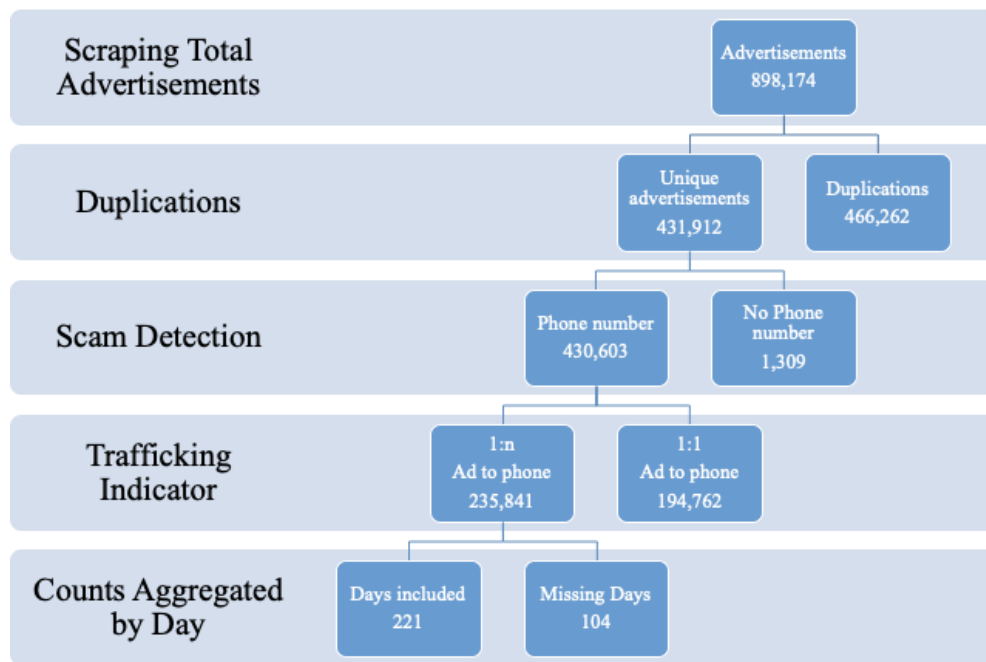 Scraping Total
Advertisements
Advertisements
898,174
Duplications
Unique
advertisements
431,912
Duplications
466,262
Scam Detection
Phone number
430,603
No Phone
number
1,309
Trafficking
Indicator
1:n
Ad to phone
235,841
1:1
Ad to phone
194,762
Counts Aggregated
by Day
Days included
221
Missing Days
104